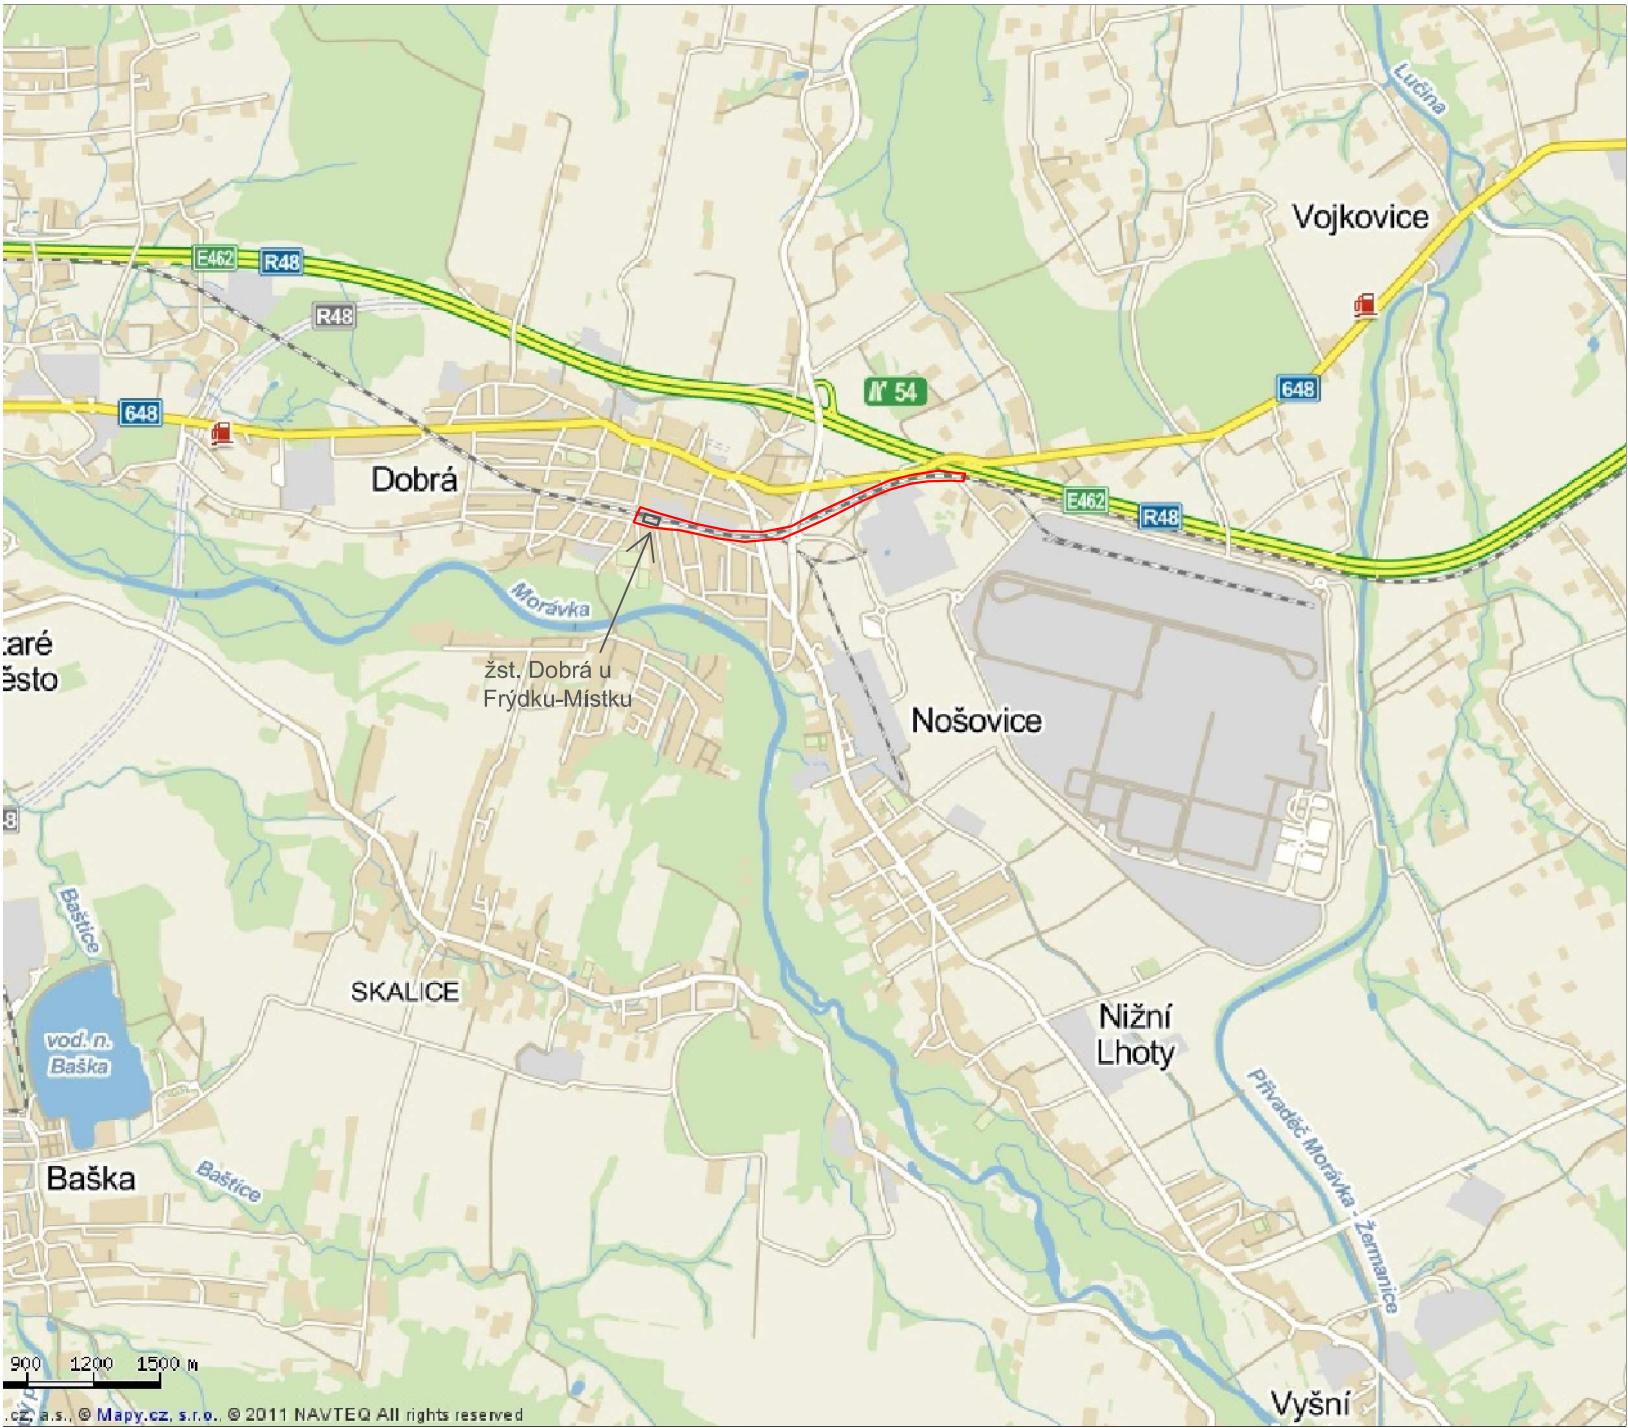 Lučina
Vojkovice
E462
R48
R48
54
648
648
Dobrá
E462
R48
Morávka
taré
ěsto
žst. Dobrá u
Frýdku-Místku
Nošovice
Baštice
SKALICE
vod. n.
Baška
Nižní
Lhoty
Přivaděč Morávka - Žermanice
Baška
Baštice
900 1200 1500 m
Vyšní
.cz, a.s., © Mapy.cz, s.r.o., © 2011 NAVTEQ All rights reserved